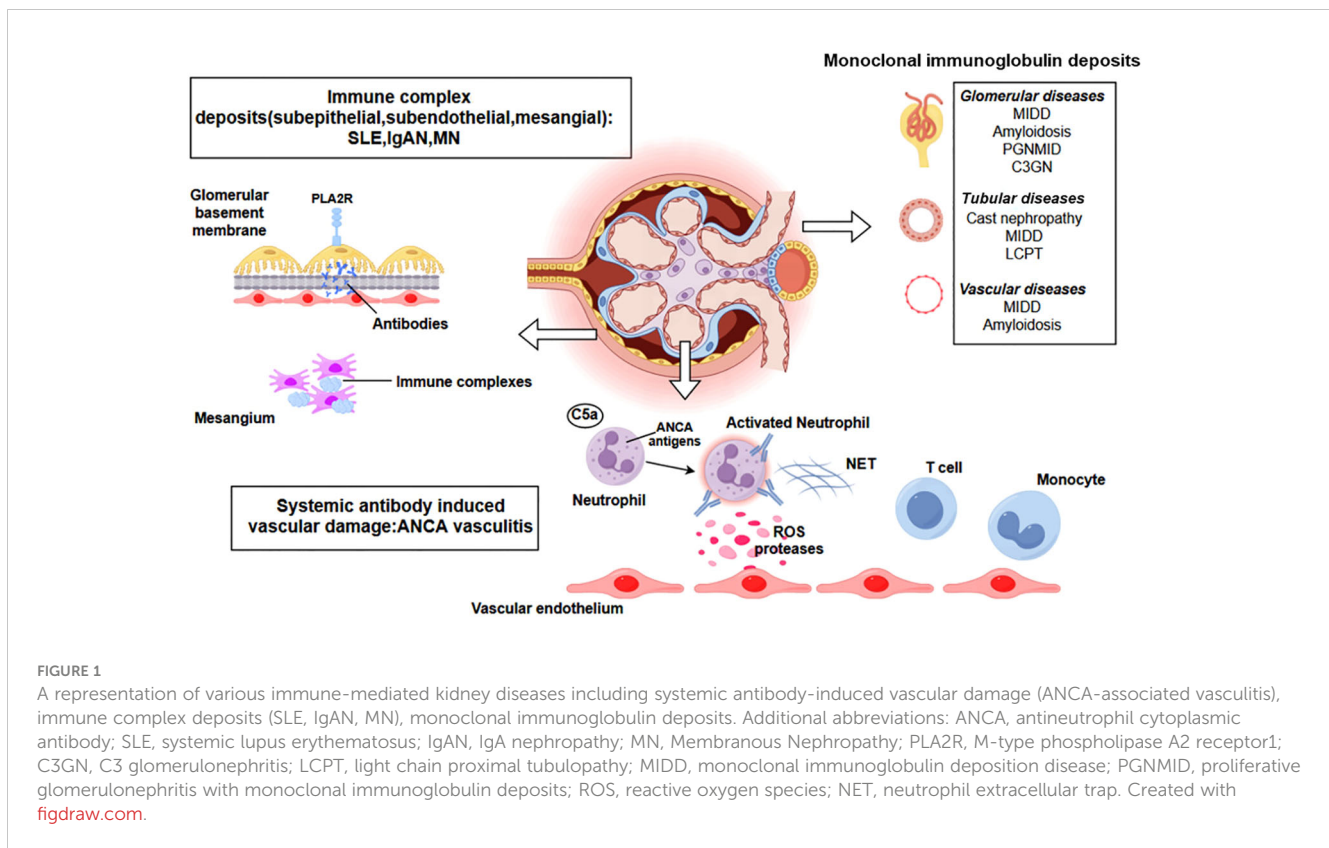 Monoclonal immunoglobulin deposits
Immune complex
deposits(subepithelial,subendothelial,mesangial):
SLE,IgAN,MN
Glomerular diseases
MIDD
Amyloidosis
PGNMID
C3GN
Tubular diseases
Cast nephropathy
MIDD
LCPT
Vascular diseases
MIDD
Amyloidosis
Glomerular
basement
membrane
PLA2R
Antibodies
Immune complexes
Mesangium
C5a
ANCA
antigens
Neutrophil
Activated Neutrophil
NET
T cell
Monocyte
ROS
proteases
Systemic antibody induced
vascular damage:ANCA vasculitis
Vascular endothelium
FIGURE 1
A representation of various immune-mediated kidney diseases including systemic antibody-induced vascular damage (ANCA-associated vasculitis),
immune complex deposits (SLE, IgAN, MN), monoclonal immunoglobulin deposits. Additional abbreviations: ANCA, antineutrophil cytoplasmic
antibody; SLE, systemic lupus erythematosus; IgAN, IgA nephropathy; MN, Membranous Nephropathy; PLA2R, M-type phospholipase A2 receptor1;
C3GN, C3 glomerulonephritis; LCPT, light chain proximal tubulopathy; MIDD, monoclonal immunoglobulin deposition disease; PGNMID, proliferative
glomerulonephritis with monoclonal immunoglobulin deposits; ROS, reactive oxygen species; NET, neutrophil extracellular trap. Created with
figdraw.com.